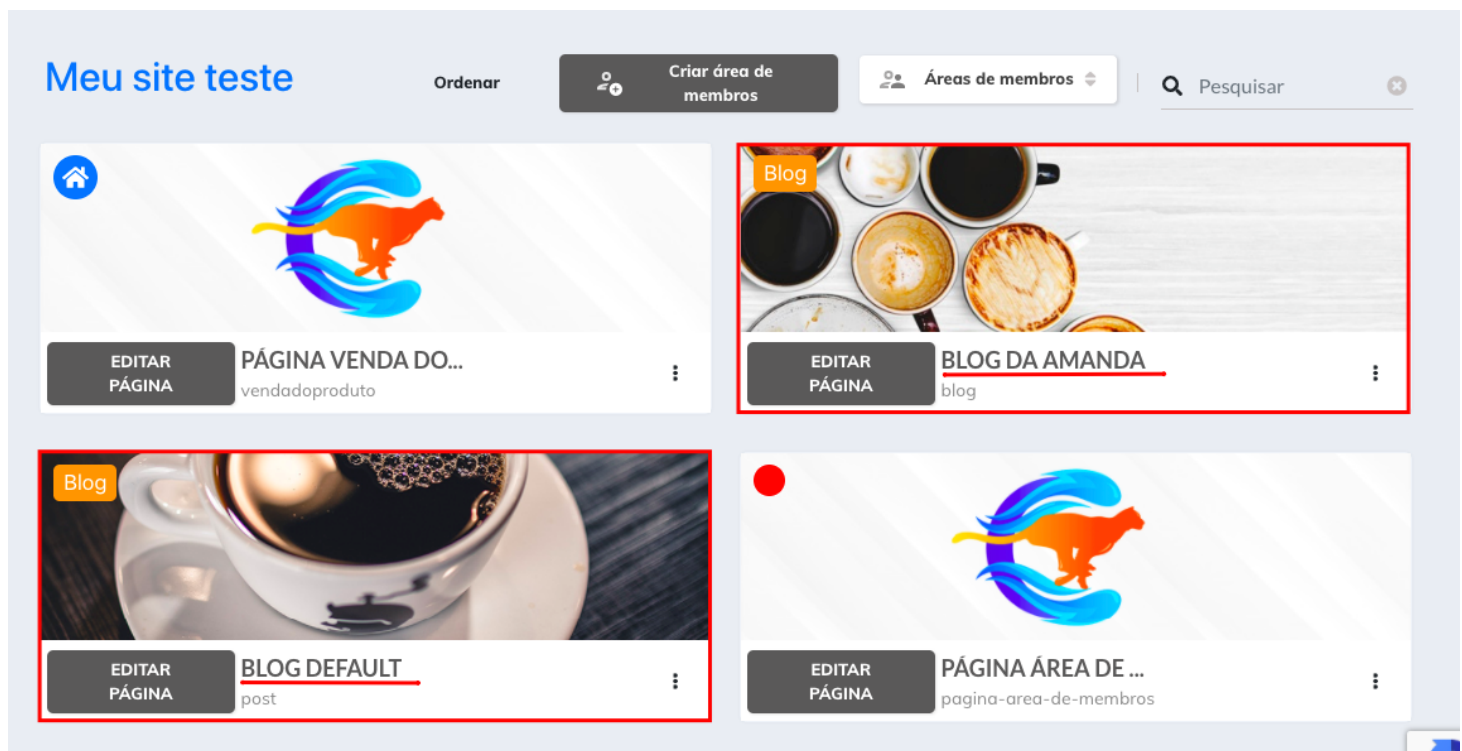 Meu site teste
Ordenar
Criar área de
membros
Áreas de membros
Pesquisar
Blog
EDITAR
PÁGINA
PÁGINA VENDA DO...
vendadoproduto
EDITAR
PÁGINA
BLOG DA AMANDA
blog
Blog
EDITAR
PÁGINA
BLOG DEFAULT
post
EDITAR
PÁGINA
PÁGINA ÁREA DE ...
pagina-area-de-membros